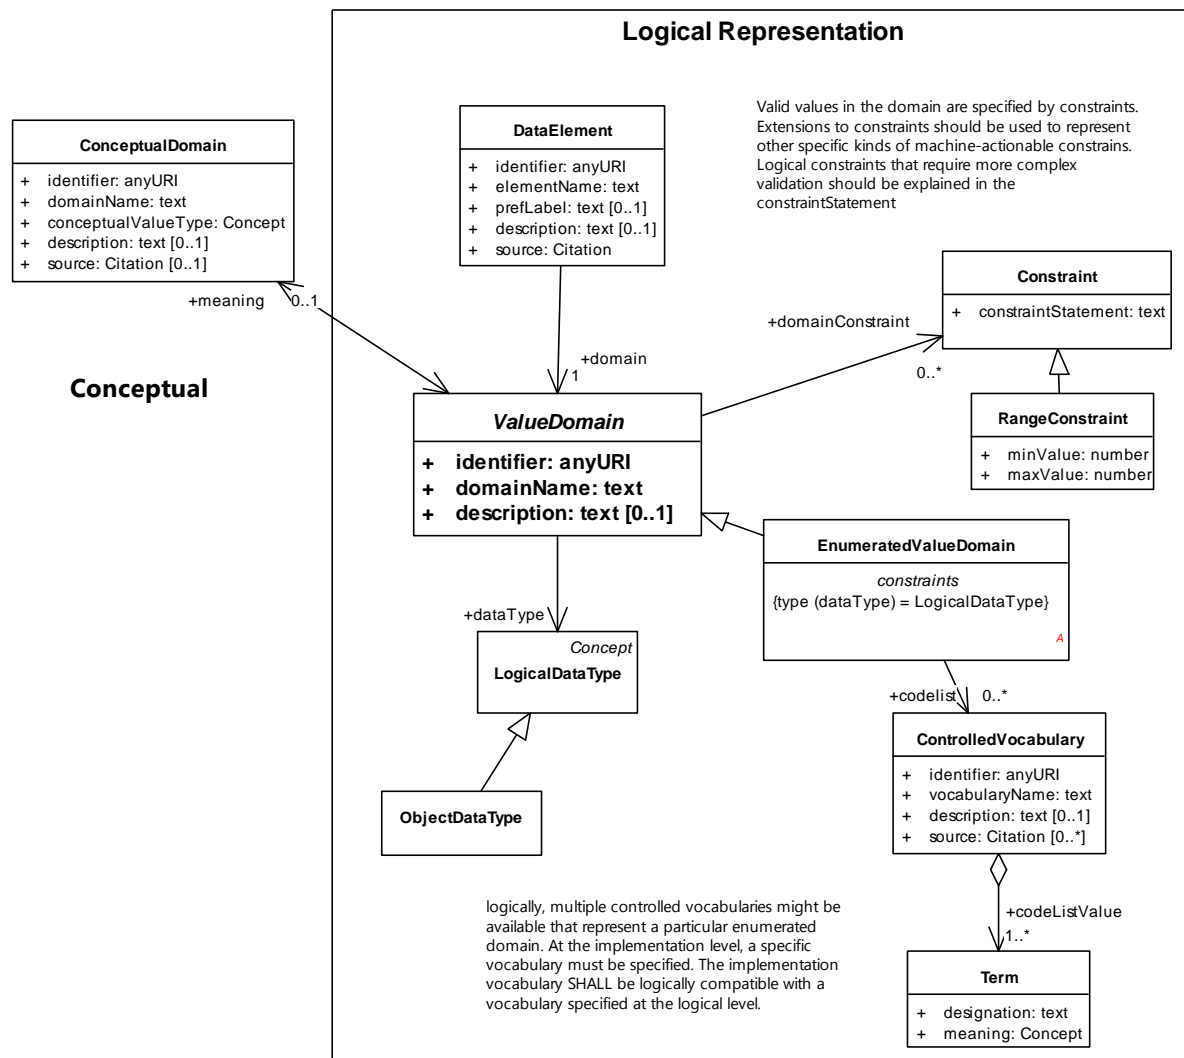 Logical Representation
ConceptualDomain
+ identifier: anyURI
+ domainName: text
+ conceptualValueType: Concept
+ description: text [0..1]
+ source: Citation [0..1]
DataElement
+ identifier: anyURI
+ elementName: text
+ prefLabel: text [0..1]
+ description: text [0..1]
+ source: Citation
Valid values in the domain are specified by constraints.
Extensions to constraints should be used to represent
other specific kinds of machine-actionable constrains.
Logical constraints that require more complex
validation should be explained in the
constraintStatement
+meaning 0..1
Conceptual
+domain
1
+domainConstraint
0..*
Constraint
+ constraintStatement: text
RangeConstraint
+ minValue: number
+ maxValue: number
ValueDomain
+ identifier: anyURI
+ domainName: text
+ description: text [0..1]
EnumeratedValueDomain
constraints
{type (dataType) = LogicalDataType}
A
+dataType
Concept
LogicalDataType
ObjectDataType
+codelist 0..*
ControlledVocabulary
+ identifier: anyURI
+ vocabularyName: text
+ description: text [0..1]
+ source: Citation [0..*]
+codeListValue
1..*
Term
+ designation: text
+ meaning: Concept
logically, multiple controlled vocabularies might be
available that represent a particular enumerated
domain. At the implementation level, a specific
vocabulary must be specified. The implementation
vocabulary SHALL be logically compatible with a
vocabulary specified at the logical level.